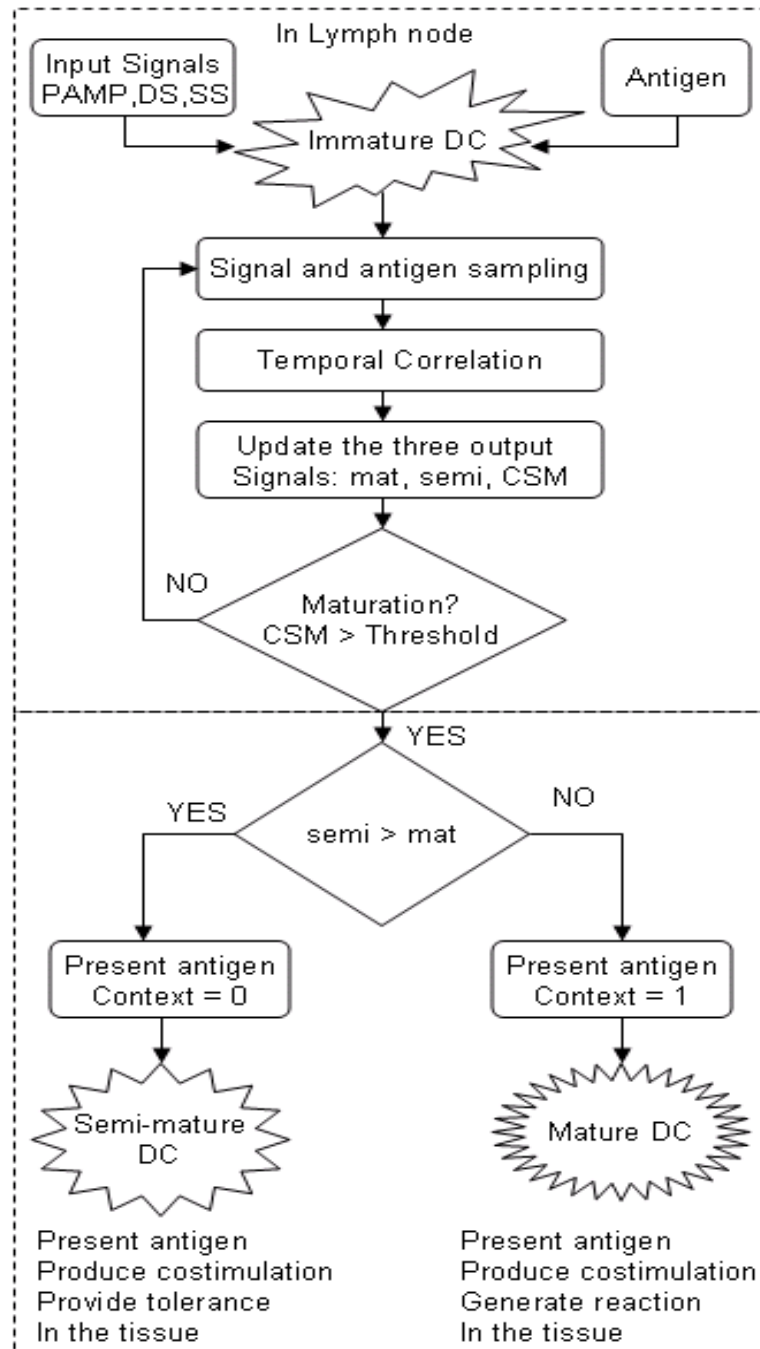 In Lymph node
Input Signals
PAMP,DS,SS
Antigen
Immature DC
Signal and antigen sampling
Temporal Correlation
Update the three output
Signals: mat, semi, CSM
NO
Maturation?
CSM > Threshold
YES
YES
NO
semi > mat
Present antigen
Context = 0
Present antigen
Context = 1
Semi-mature
DC
Mature DC
Present antigen
Produce costimulation
Provide tolerance
In the tissue
Present antigen
Produce costimulation
Generate reaction
In the tissue